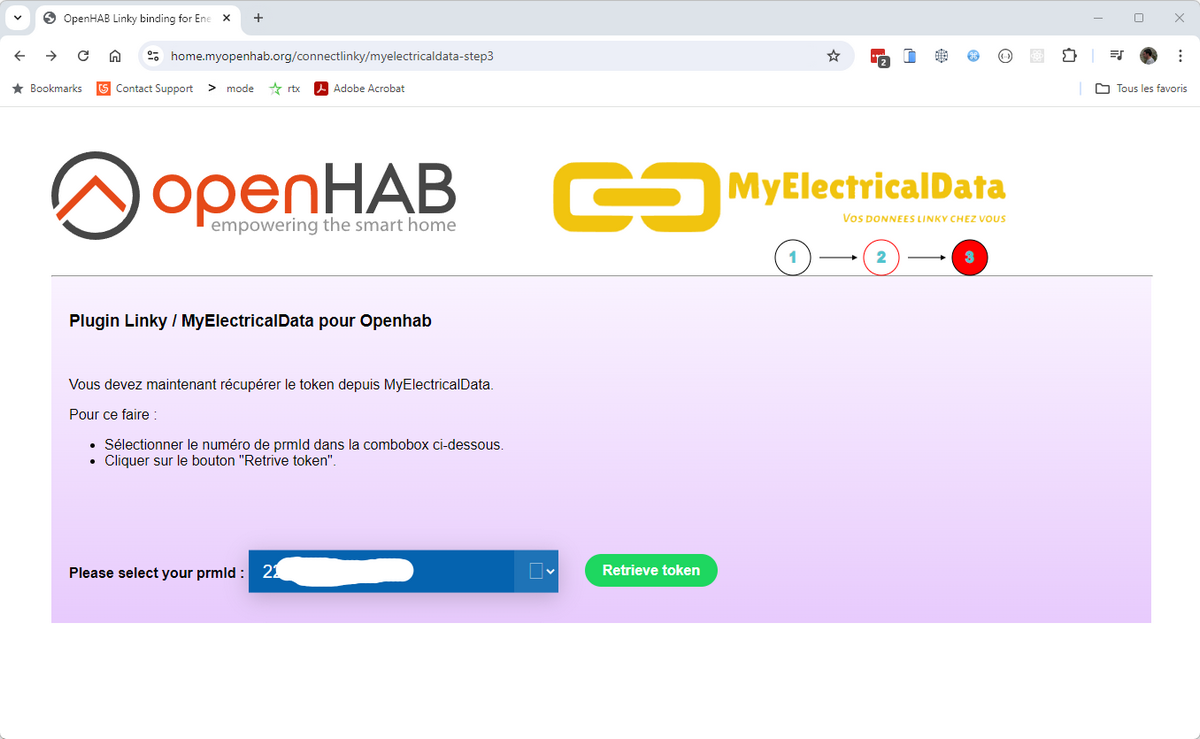 OpenHAB Linky binding for Ene
home.myopenhab.org/connectlinky/myelectricaldata-step3
2
Bookmarks Contact Support > mode rtx Adobe Acrobat Tous les favoris
openHAB
empowering the smart home
MyElectricalData
VOS DONNEES LINKY CHEZ VOUS
1 2 3
Plugin Linky / MyElectricalData pour Openhab
Vous devez maintenant récupérer le token depuis MyElectricalData.
Pour ce faire :
• Sélectionner le numéro de prmId dans la combobox ci-dessous.
• Cliquer sur le bouton "Retrive token".
Please select your prmId : 22 Retrieve token